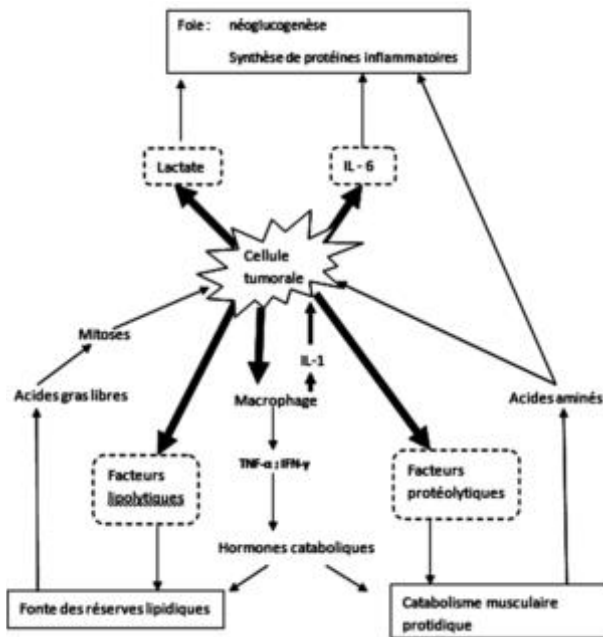 Foie : néoglucogenèse
Synthèse de protéines inflammatoires
Lactate
IL - 6
Cellule
tumorale
Mitoses
IL-1
Acides gras libres
Macrophage
Acides aminés
Facteurs
lipolytiques
TNF-α ; IFN-γ
Facteurs
protéolytiques
Hormones cataboliques
Fonte des réserves lipidiques
Catabolisme musculaire
protidique